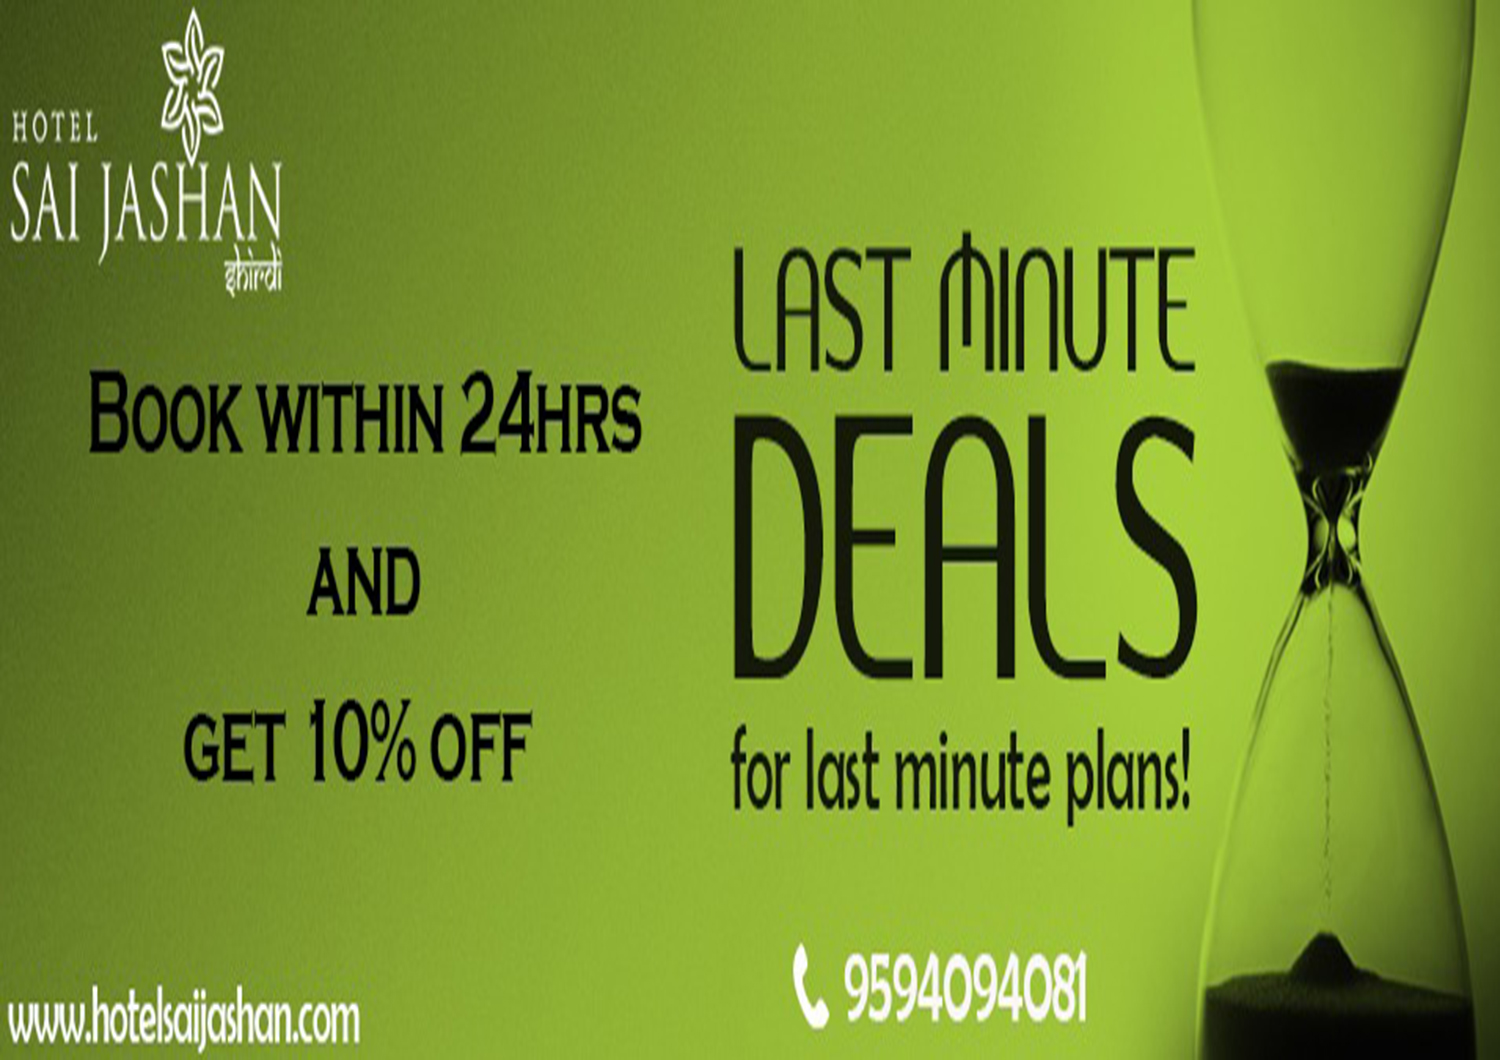 HOTEL
SAI JASHAN
shirdi
BOOK WITHIN 24HRS
AND
GET 10% OFF
LAST MINUTE
DEALS
for last minute plans!
9594094081
www.hotelsaijashan.com